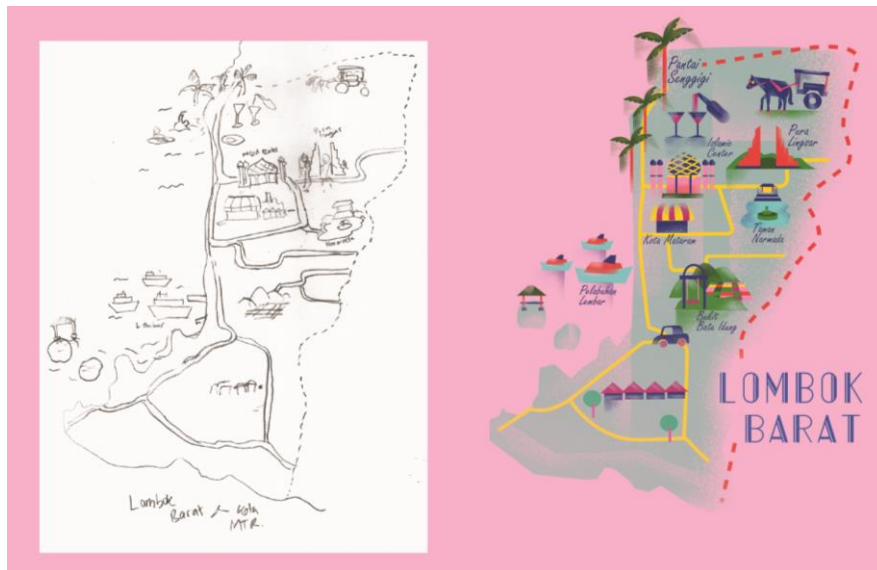 Lombok
Barat & Kota
MTR.
Pantai
Senggigi
Islamic
Center
Pura
Lingsar
Kota Mataram
Taman
Narmada
Pelabuhan
Lembar
Bukit
Batu Idung
LOMBOK
BARAT